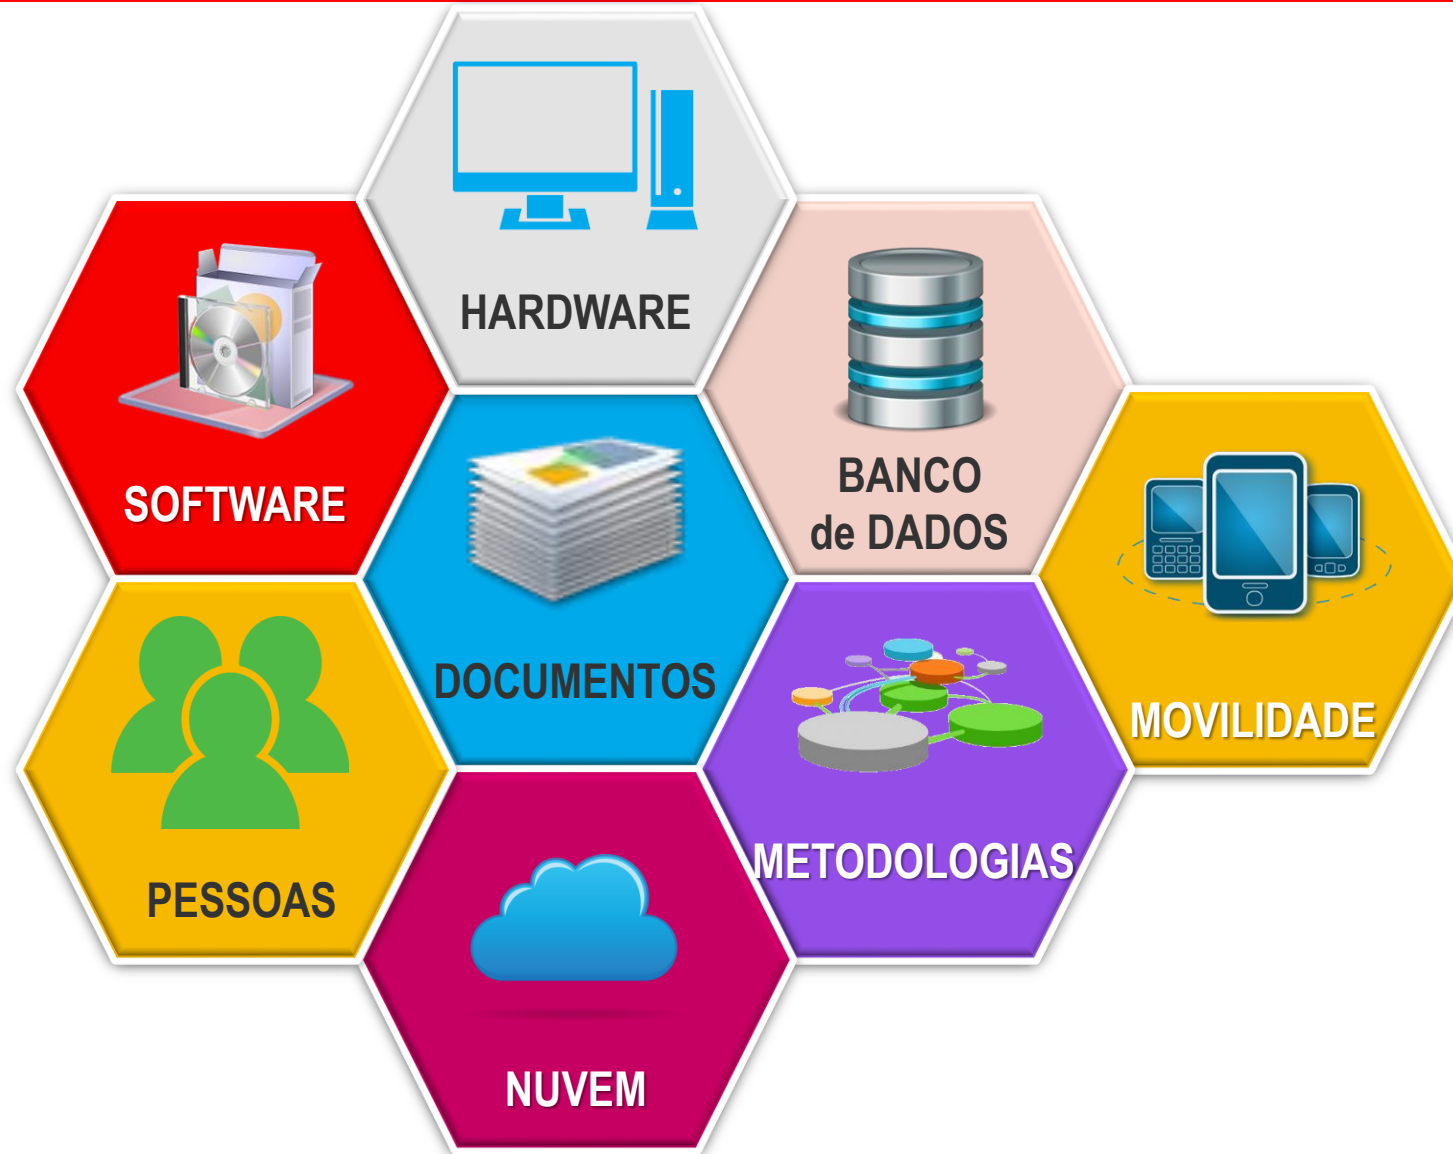 HARDWARE
SOFTWARE
BANCO
de DADOS
DOCUMENTOS
MOVILIDADE
PESSOAS
METODOLOGIAS
NUVEM